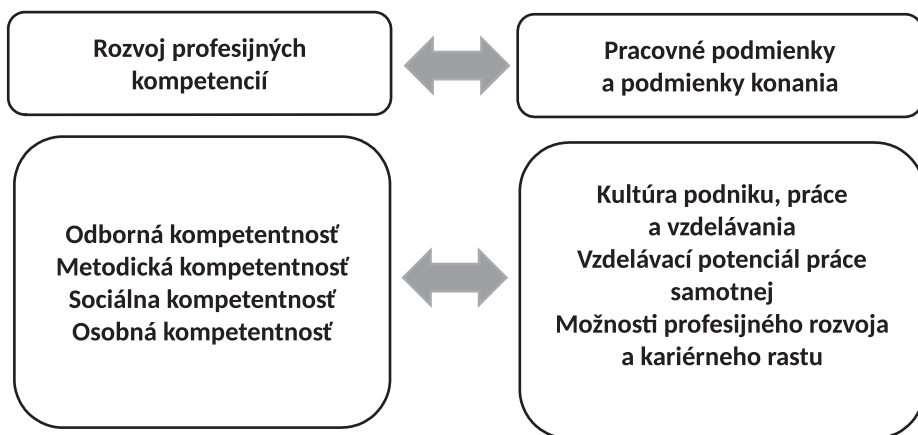 Rozvoj profesijných
kompetencií
Pracovné podmienky
a podmienky konania
Odborná kompetentnosť
Metodická kompetentnosť
Sociálna kompetentnosť
Osobná kompetentnosť
Kultúra podniku, práce
a vzdelávania
Vzdelávací potenciál práce
samotnej
Možnosti profesijného rozvoja
a kariérneho rastu